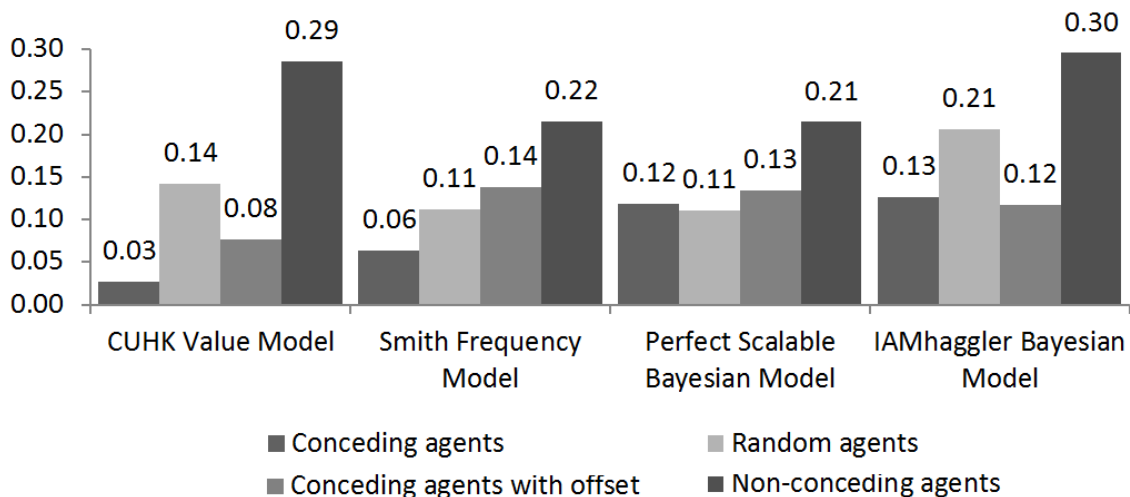 0.30
0.25
0.20
0.15
0.10
0.05
0.00
0.03
0.14
0.08
0.29
0.06
0.11
0.14
0.22
0.12
0.11
0.13
0.21
0.13
0.21
0.12
0.30
CUHK Value Model
Smith Frequency
Model
Perfect Scalable
Bayesian Model
IAMhaggler Bayesian
Model
Conceding agents
Random agents
Conceding agents with offset
Non-conceding agents